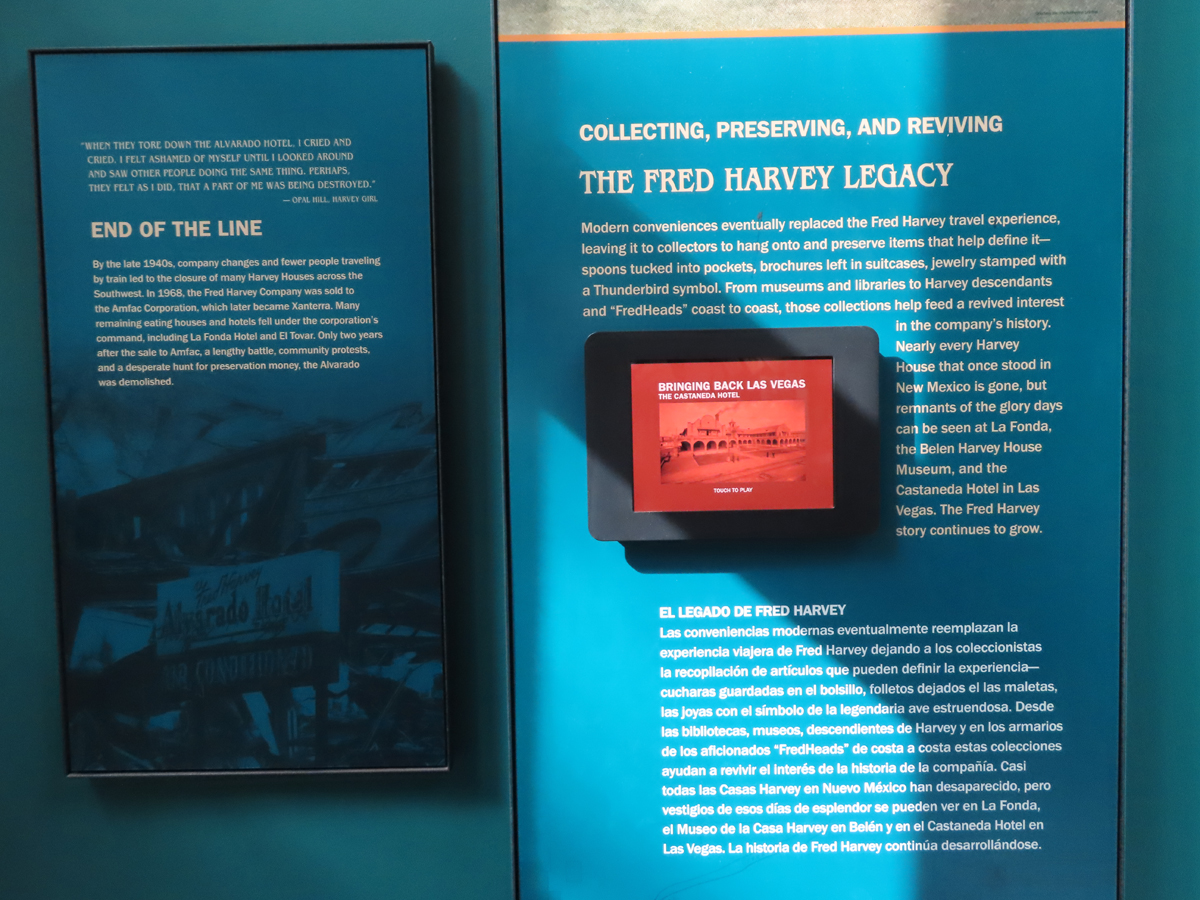 "WHEN THEY TORE DOWN THE ALVARADO HOTEL, I CRIED AND
CRIED. I FELT ASHAMED OF MYSELF UNTIL I LOOKED AROUND
AND SAW OTHER PEOPLE DOING THE SAME THING. PERHAPS,
THEY FELT AS I DID, THAT A PART OF ME WAS BEING DESTROYED."
— OPAL HILL, HARVEY GIRL
END OF THE LINE
By the late 1940s, company changes and fewer people traveling
by train led to the closure of many Harvey Houses across the
Southwest. In 1968, the Fred Harvey Company was sold to
the Amfac Corporation, which later became Xanterra. Many
remaining eating houses and hotels fell under the corporation's
command, including La Fonda Hotel and El Tovar. Only two years
after the sale to Amfac, a lengthy battle, community protests,
and a desperate hunt for preservation money, the Alvarado
was demolished.
Fred Harvey
Alvarado Hotel
AIR CONDITIONED
COLLECTING, PRESERVING, AND REVIVING
THE FRED HARVEY LEGACY
Modern conveniences eventually replaced the Fred Harvey travel experience,
leaving it to collectors to hang onto and preserve items that help define it—
spoons tucked into pockets, brochures left in suitcases, jewelry stamped with
a Thunderbird symbol. From museums and libraries to Harvey descendants
and "FredHeads" coast to coast, those collections help feed a revived interest
in the company's history.
Nearly every Harvey
House that once stood in
New Mexico is gone, but
remnants of the glory days
can be seen at La Fonda,
the Belen Harvey House
Museum, and the
Castaneda Hotel in Las
Vegas. The Fred Harvey
story continues to grow.
BRINGING BACK LAS VEGAS
THE CASTANEDA HOTEL
TOUCH TO PLAY
EL LEGADO DE FRED HARVEY
Las conveniencias modernas eventualmente reemplazan la
experiencia viajera de Fred Harvey dejando a los coleccionistas
la recopilación de artículos que pueden definir la experiencia—
cucharas guardadas en el bolsillo, folletos dejados el las maletas,
las joyas con el símbolo de la legendaria ave estruendosa. Desde
las bibliotecas, museos, descendientes de Harvey y en los armarios
de los aficionados "FredHeads" de costa a costa estas colecciones
ayudan a revivir el interés de la historia de la compañía. Casi
todas las Casas Harvey en Nuevo México han desaparecido, pero
vestigios de esos días de esplendor se pueden ver en La Fonda,
el Museo de la Casa Harvey en Belén y en el Castaneda Hotel en
Las Vegas. La historia de Fred Harvey continúa desarrollándose.